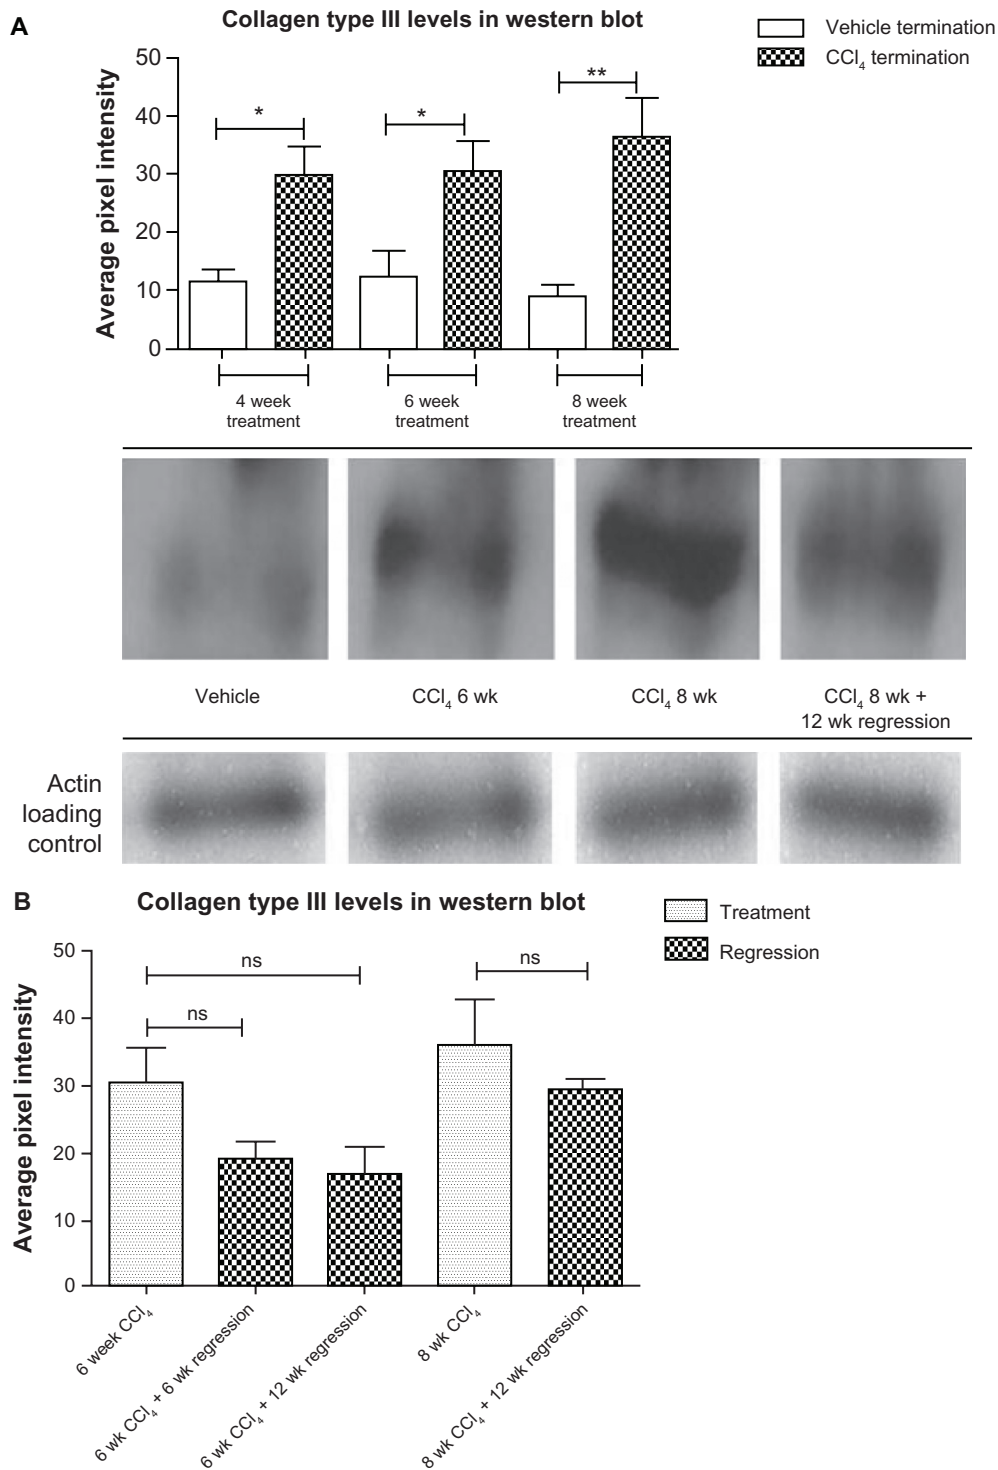 A
Collagen type III levels in western blot
Vehicle termination
CCl₄ termination
Average pixel intensity
50
40
30
20
10
0
*
*
**
4 week
treatment
6 week
treatment
8 week
treatment
Vehicle
CCl₄ 6 wk
CCl₄ 8 wk
CCl₄ 8 wk +
12 wk regression
Actin
loading
control
B
Collagen type III levels in western blot
Treatment
Regression
Average pixel intensity
50
40
30
20
10
0
ns
ns
ns
6 week CCl₄
6 wk CCl₄ + 6 wk regression
6 wk CCl₄ + 12 wk regression
8 wk CCl₄
8 wk CCl₄ + 12 wk regression